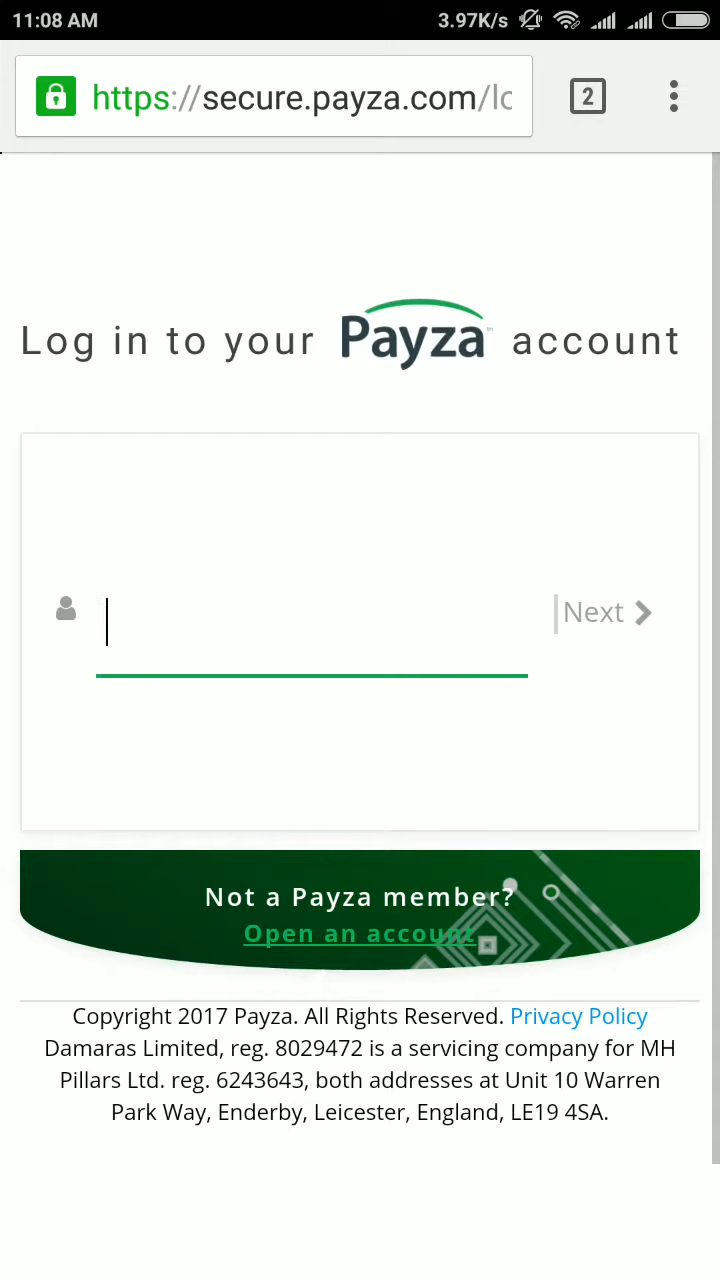 11:08 AM 3.97K/s
https://secure.payza.com/lo 2
Log in to your Payza account
Next
Not a Payza member?
Open an account
Copyright 2017 Payza. All Rights Reserved. Privacy Policy
Damaras Limited, reg. 8029472 is a servicing company for MH
Pillars Ltd. reg. 6243643, both addresses at Unit 10 Warren
Park Way, Enderby, Leicester, England, LE19 4SA.